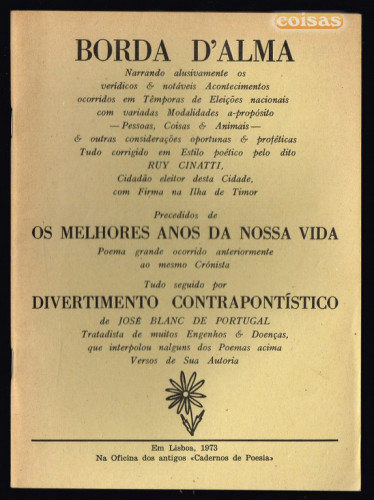 coisas
BORDA D'ALMA
Narrando alusivamente os
verídicos & notáveis Acontecimentos
ocorridos em Têmporas de Eleições nacionais
com variadas Modalidades a-propósito
—Pessoas, Coisas & Animais—
& outras considerações oportunas & proféticas
Tudo corrigido em Estilo poético pelo dito
RUY CINATTI,
Cidadão eleitor desta Cidade,
com Firma na Ilha de Timor
Precedidos de
OS MELHORES ANOS DA NOSSA VIDA
Poema grande ocorrido anteriormente
ao mesmo Crónista
Tudo seguido por
DIVERTIMENTO CONTRAPONTÍSTICO
de JOSÉ BLANC DE PORTUGAL
Tratadista de muitos Engenhos & Doenças,
que interpolou nalguns dos Poemas acima
Versos de Sua Autoria
Em Lisboa, 1973
Na Oficina dos antigos «Cadernos de Poesia»